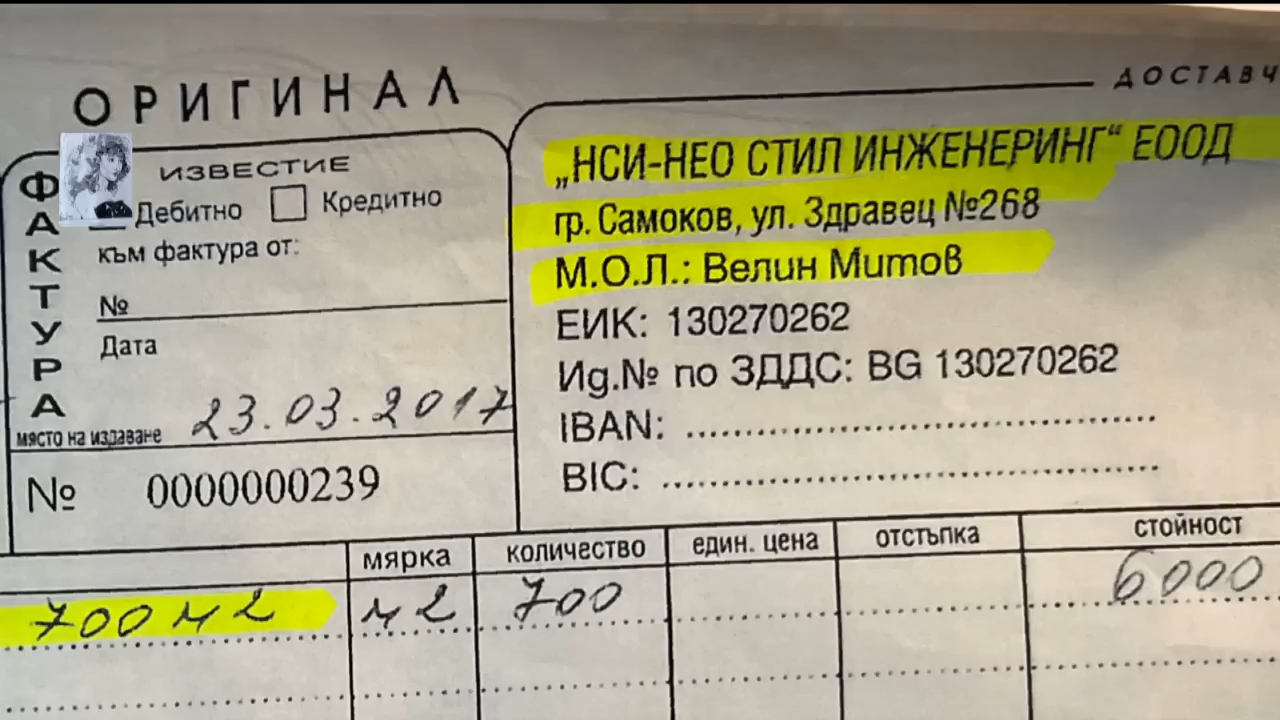 ОРИГИНАЛ
ФАКТУРА
ИЗВЕСТИЕ
Дебитно Кредитно
към фактура от:
№
Дата
място на издаване 23.03.2017
№ 0000000239
„НСИ-НЕО СТИЛ ИНЖЕНЕРИНГ“ ЕООД
гр. Самоков, ул. Здравец №268
М.О.Л.: Велин Митов
ЕИК: 130270262
Ид.№ по ЗДДС: BG 130270262
IBAN:
BIC:
мярка количество един. цена отстъпка стойност
700 м2 м2 700 6000